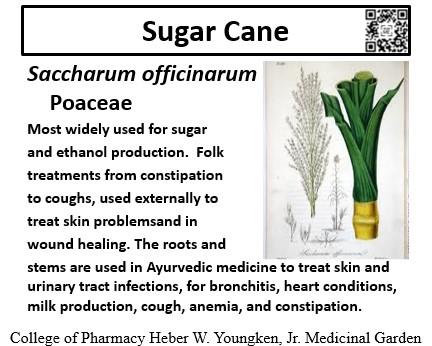 Sugar Cane
Saccharum officinarum
Poaceae
Most widely used for sugar
and ethanol production. Folk
treatments from constipation
to coughs, used externally to
treat skin problemsand in
wound healing. The roots and
stems are used in Ayurvedic medicine to treat skin and
urinary tract infections, for bronchitis, heart conditions,
milk production, cough, anemia, and constipation.
Saccharum officinarum
College of Pharmacy Heber W. Youngken, Jr. Medicinal Garden